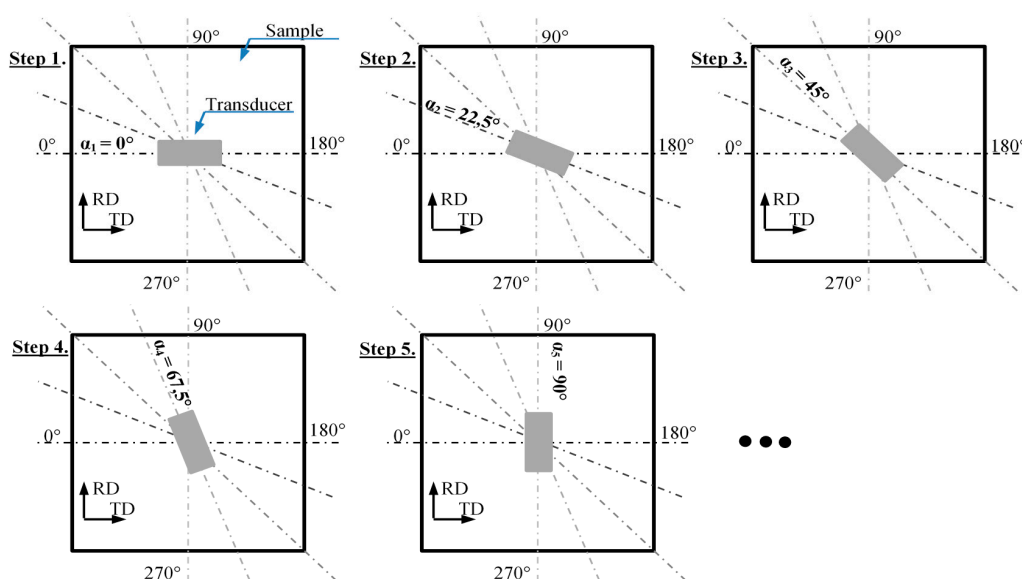 90°
Sample
Step 1.
Transducer
α₁ = 0°
0°
180°
RD
TD
270°
90°
Step 2.
α₂ = 22,5°
0°
180°
RD
TD
270°
90°
Step 3.
α₃ = 45°
0°
180°
RD
TD
270°
90°
Step 4.
α₄ = 67,5°
0°
180°
RD
TD
270°
90°
Step 5.
α₅ = 90°
0°
180°
RD
TD
270°